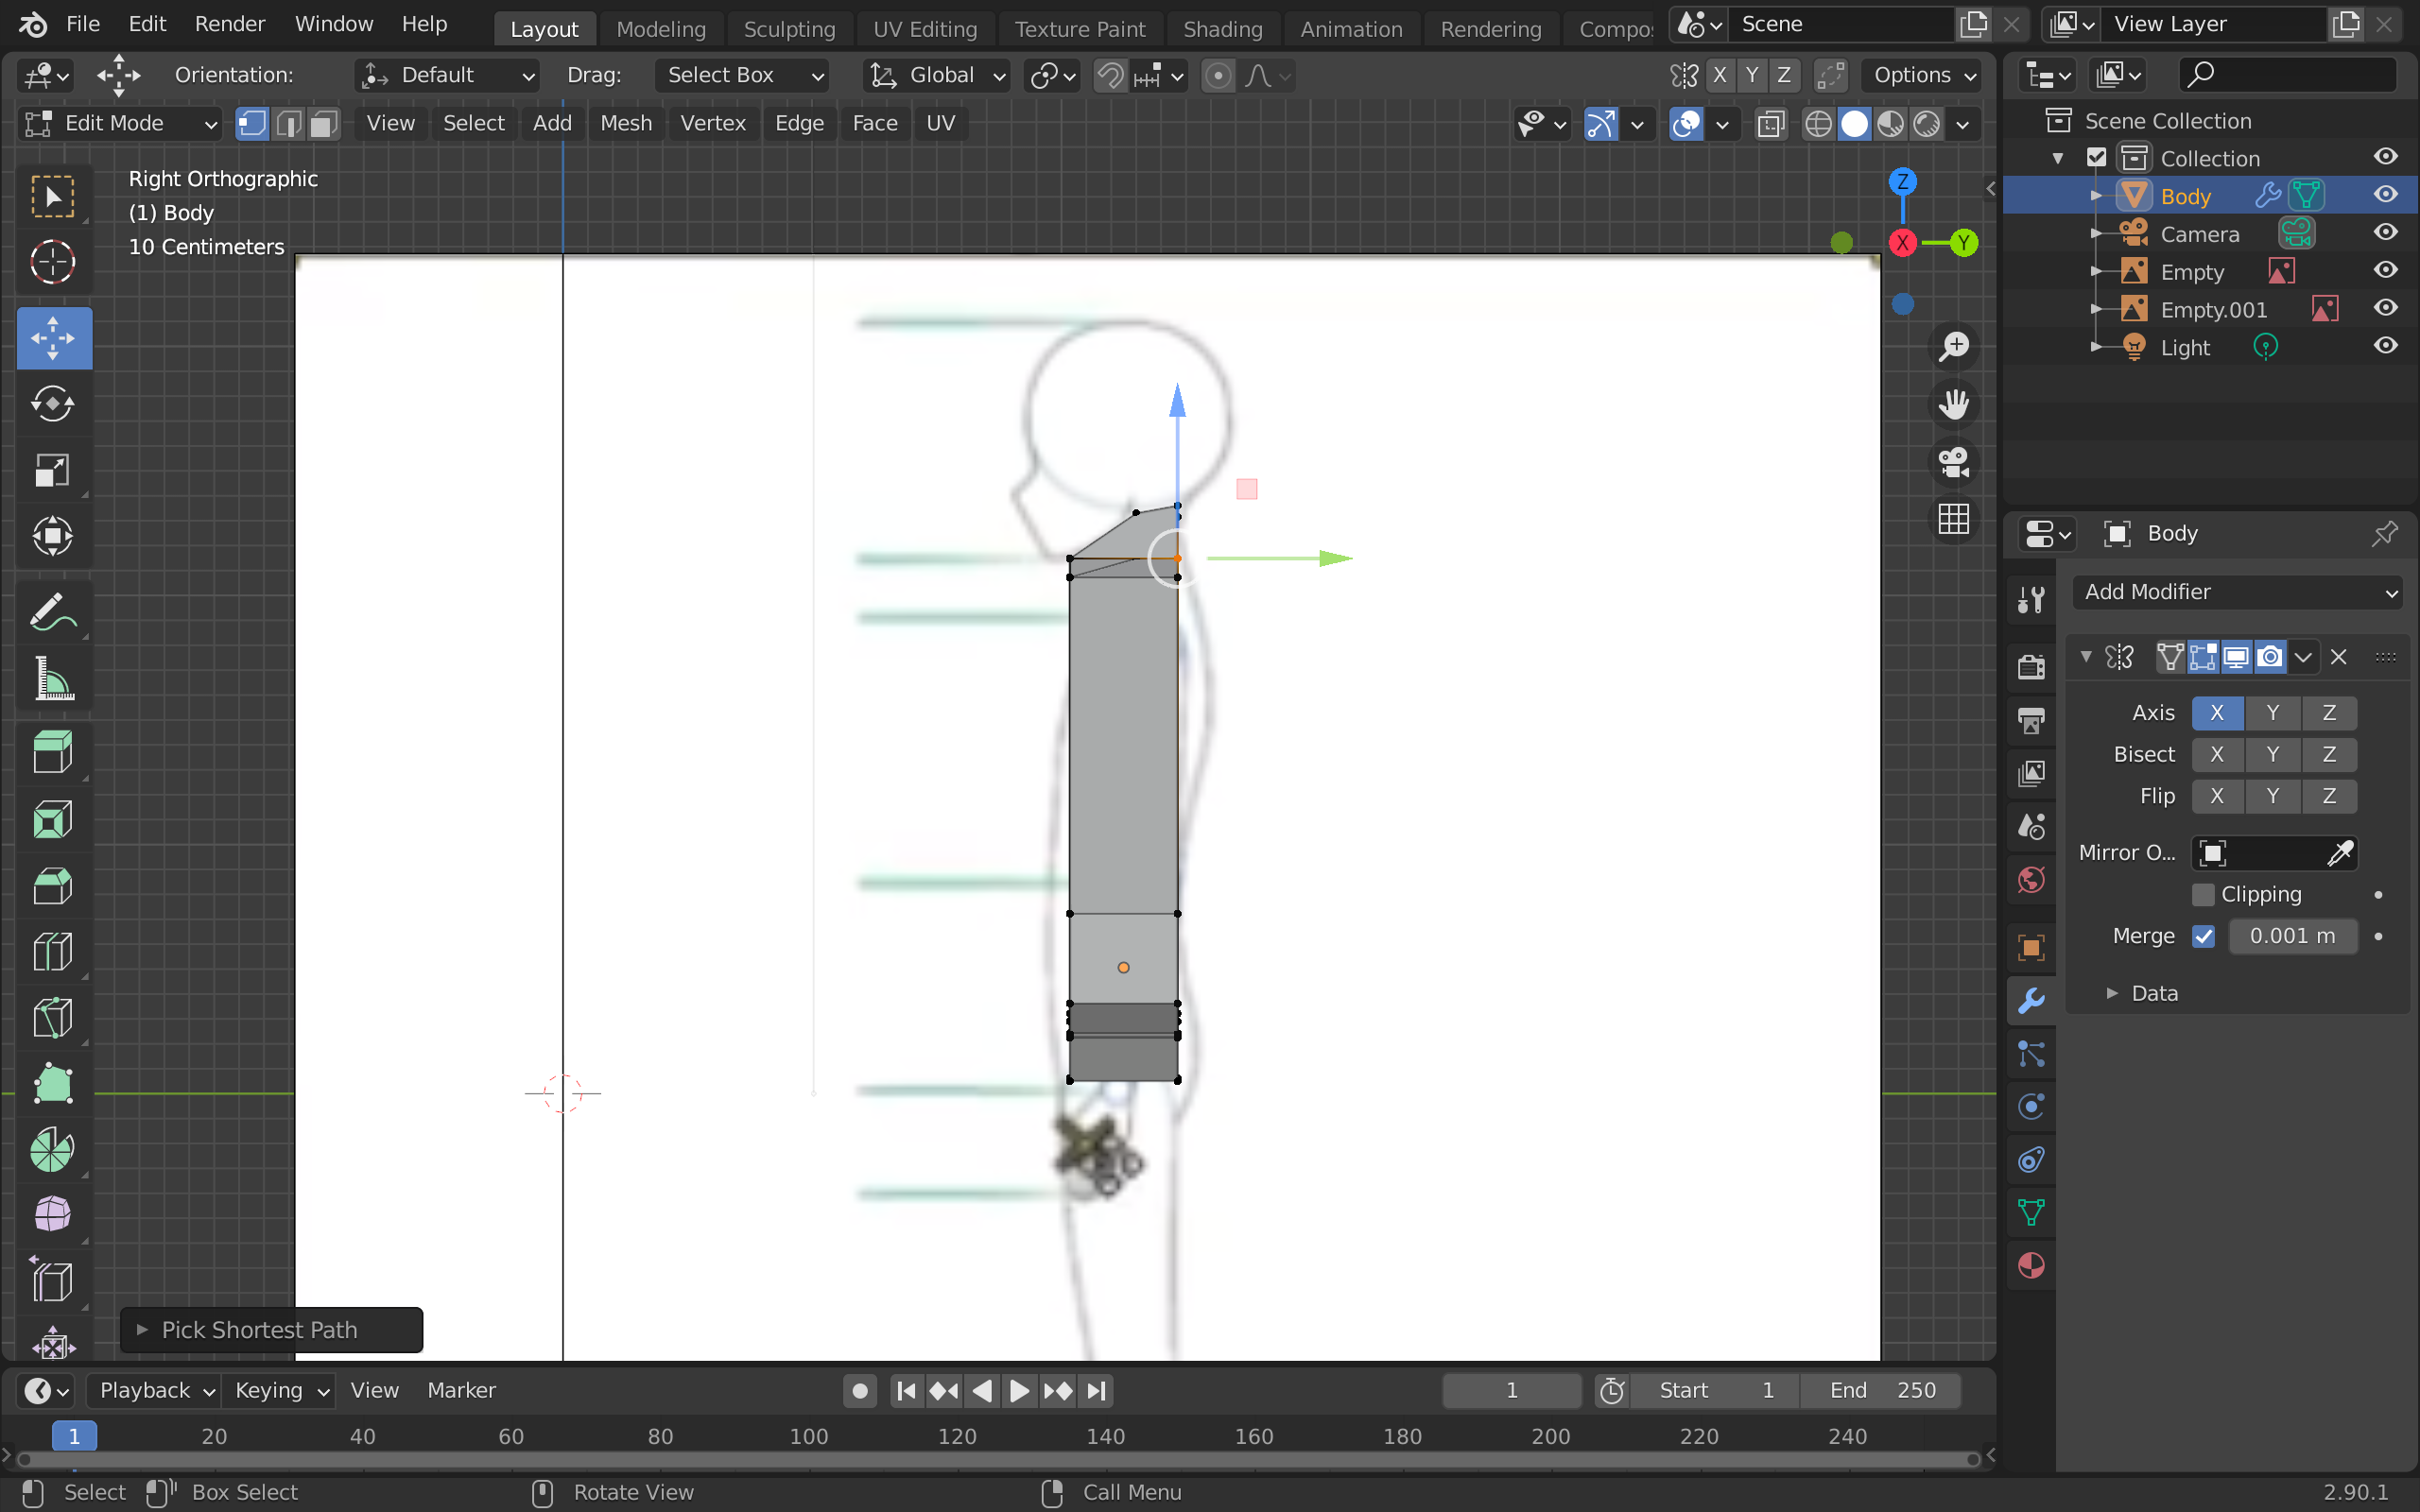 File Edit Render Window Help Layout Modeling Sculpting UV Editing Texture Paint Shading Animation Rendering Compo Scene View Layer
Orientation: Default Drag: Select Box Global X Y Z Options
Edit Mode View Select Add Mesh Vertex Edge Face UV
Right Orthographic
(1) Body
10 Centimeters
Z
X
Y
Scene Collection
Collection
Body
Camera
Empty
Empty.001
Light
Body
Add Modifier
Axis X Y Z
Bisect X Y Z
Flip X Y Z
Mirror O...
Clipping
Merge 0.001 m
Data
Pick Shortest Path
Playback Keying View Marker 1 Start 1 End 250
1 20 40 60 80 100 120 140 160 180 200 220 240
Select Box Select Rotate View Call Menu 2.90.1